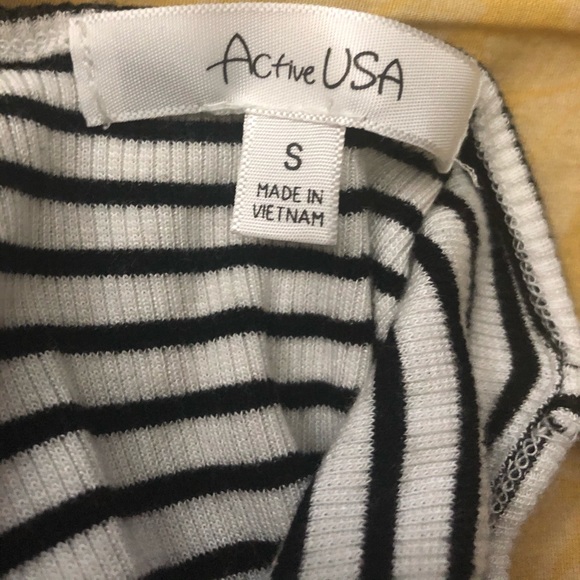 Active USA
S
MADE IN
VIETNAM